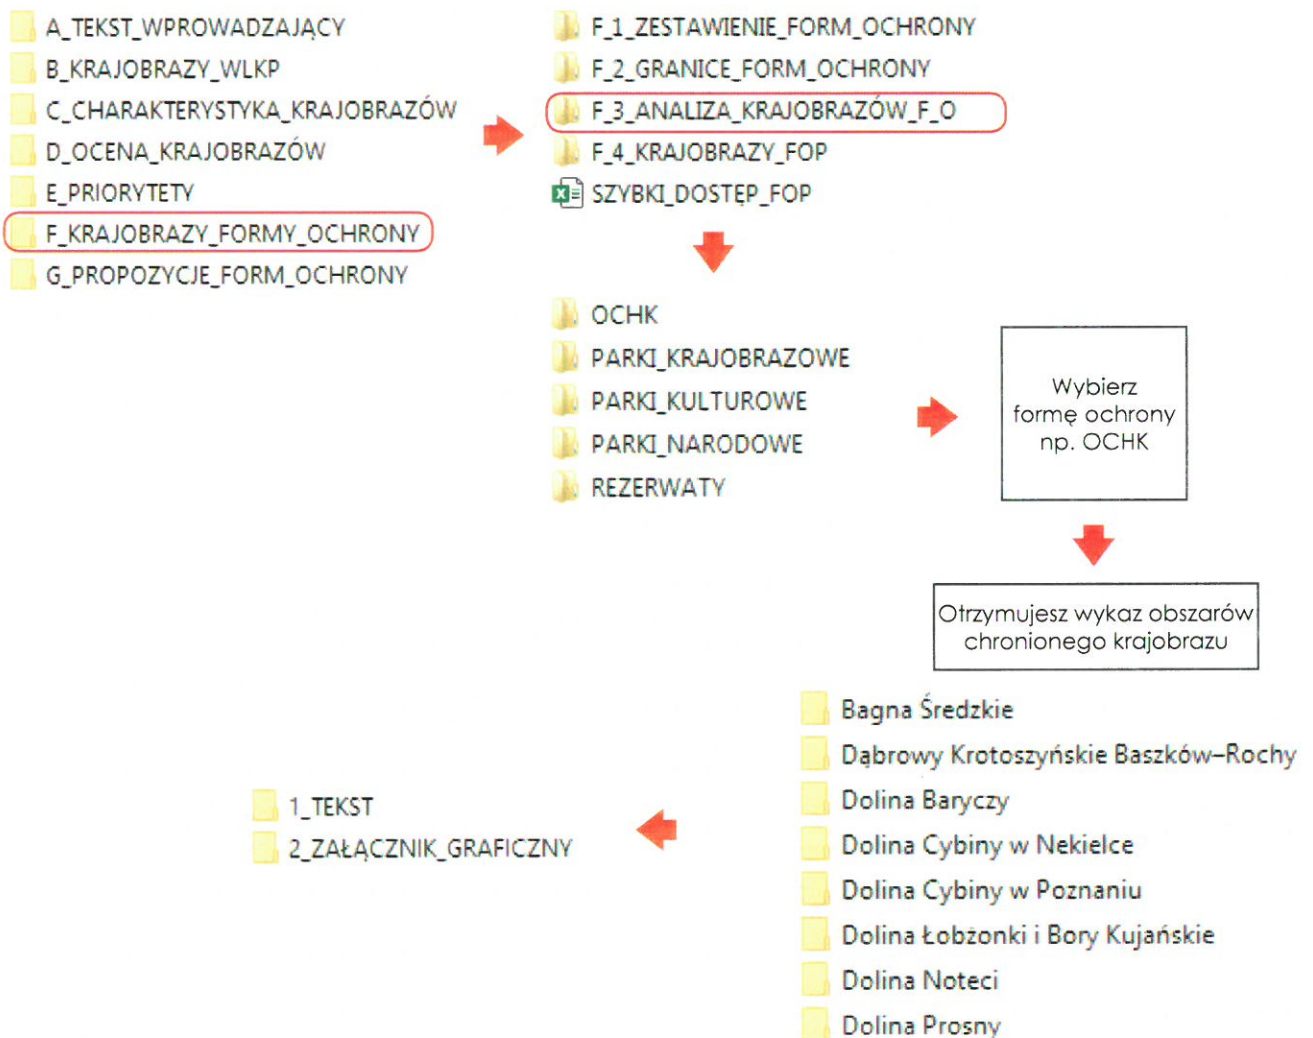 A_TEKST_WPROWADZAJĄCY
B_KRAJOBRAZY_WLKP
C_CHARAKTERYSTYKA_KRAJOBRAZÓW
D_OCENA_KRAJOBRAZÓW
E_PRIORYTETY
F_KRAJOBRAZY_FORMY_OCHRONY
G_PROPOZYCJE_FORM_OCHRONY
F_1_ZESTAWIENIE_FORM_OCHRONY
F_2_GRANICE_FORM_OCHRONY
F_3_ANALIZA_KRAJOBRAZÓW_F_O
F_4_KRAJOBRAZY_FOP
SZYBKI_DOSTĘP_FOP
OCHK
PARKI_KRAJOBRAZOWE
PARKI_KULTUROWE
PARKI_NARODOWE
REZERWATY
Wybierz
formę ochrony
np. OCHK
Otrzymujesz wykaz obszarów
chronionego krajobrazu
Bagna Średzkie
Dąbrowy Krotoszyńskie Baszków–Rochy
Dolina Baryczy
Dolina Cybiny w Nekielce
Dolina Cybiny w Poznaniu
Dolina Łobżonki i Bory Kujańskie
Dolina Noteci
Dolina Prosny
1_TEKST
2_ZAŁĄCZNIK_GRAFICZNY